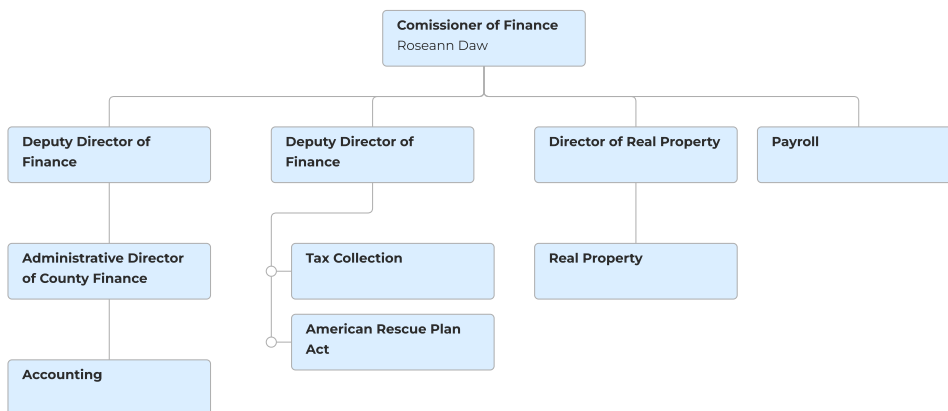 Comissioner of Finance
Roseann Daw
Deputy Director of
Finance
Deputy Director of
Finance
Director of Real Property
Payroll
Administrative Director
of County Finance
Tax Collection
Real Property
American Rescue Plan
Act
Accounting